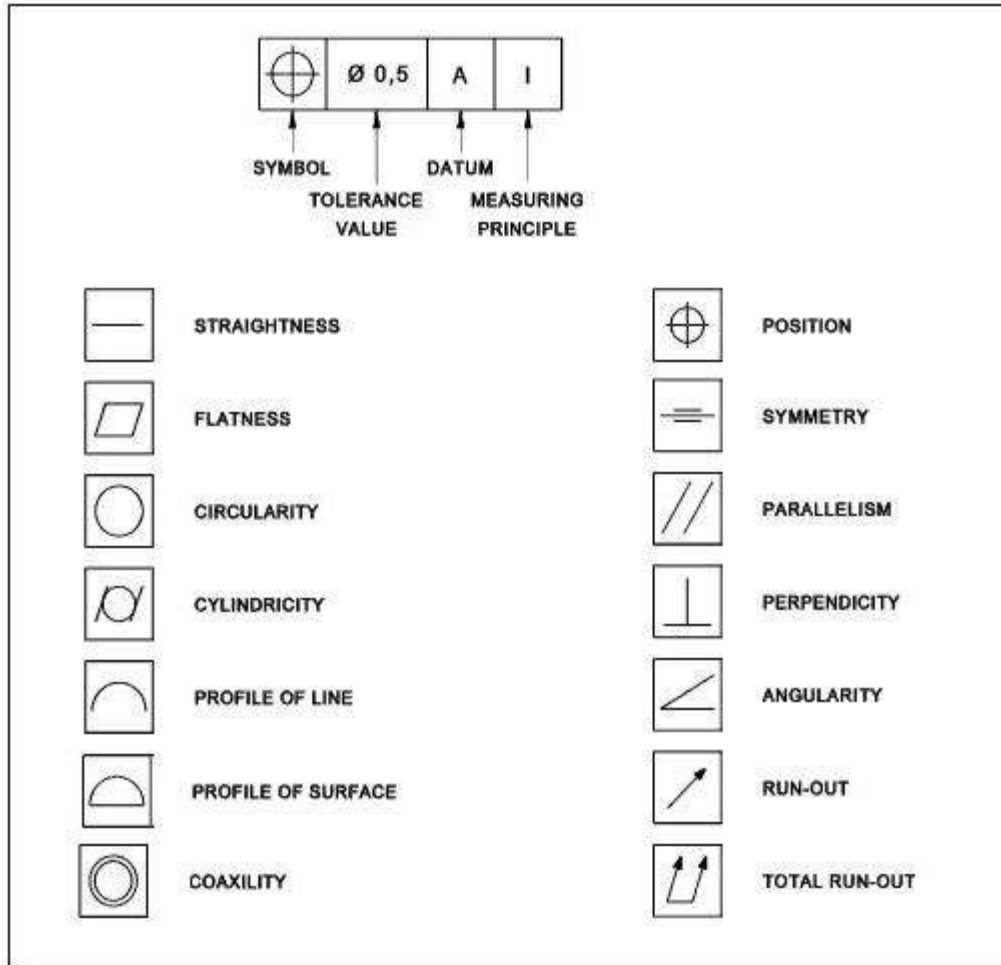 Ø 0,5 A I
SYMBOL DATUM
TOLERANCE MEASURING
VALUE PRINCIPLE
STRAIGHTNESS POSITION
FLATNESS SYMMETRY
CIRCULARITY PARALLELISM
CYLINDRICITY PERPENDICITY
PROFILE OF LINE ANGULARITY
PROFILE OF SURFACE RUN-OUT
COAXILITY TOTAL RUN-OUT